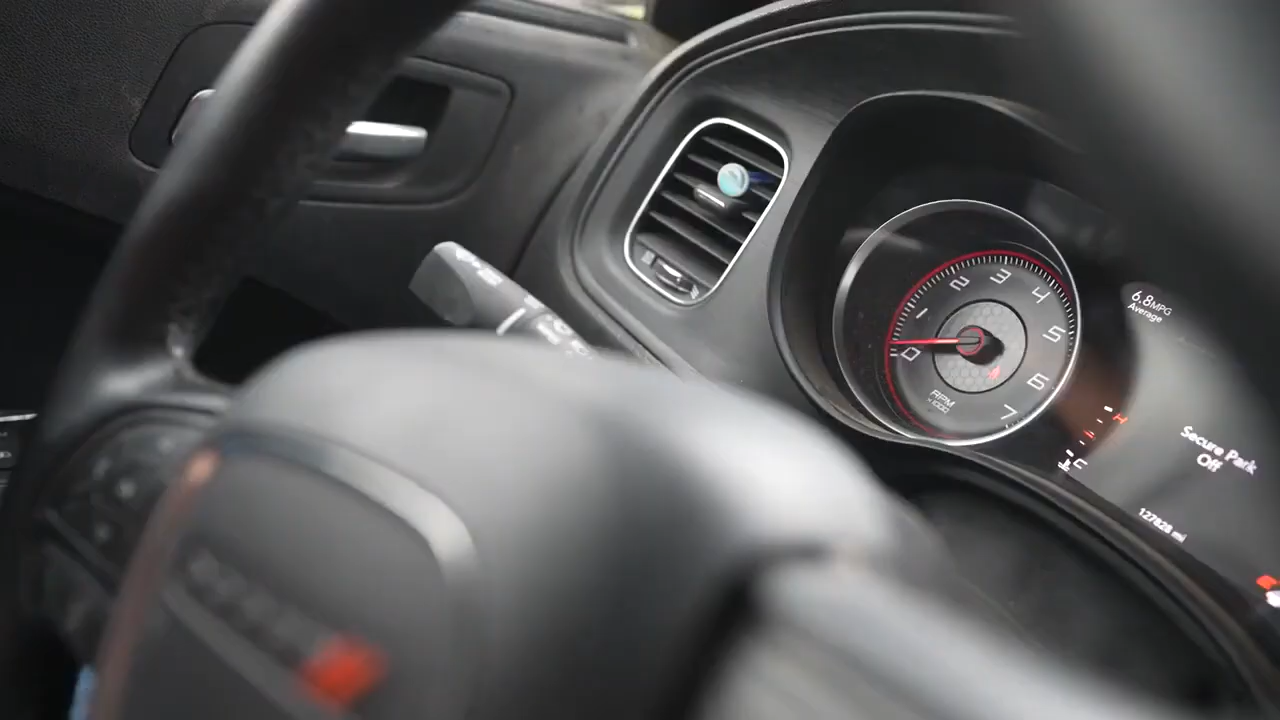 0
1
2
3
4
5
6
7
RPM
x1000
6.8MPG
Average
H
C
Secure Park
Off
127828 mi